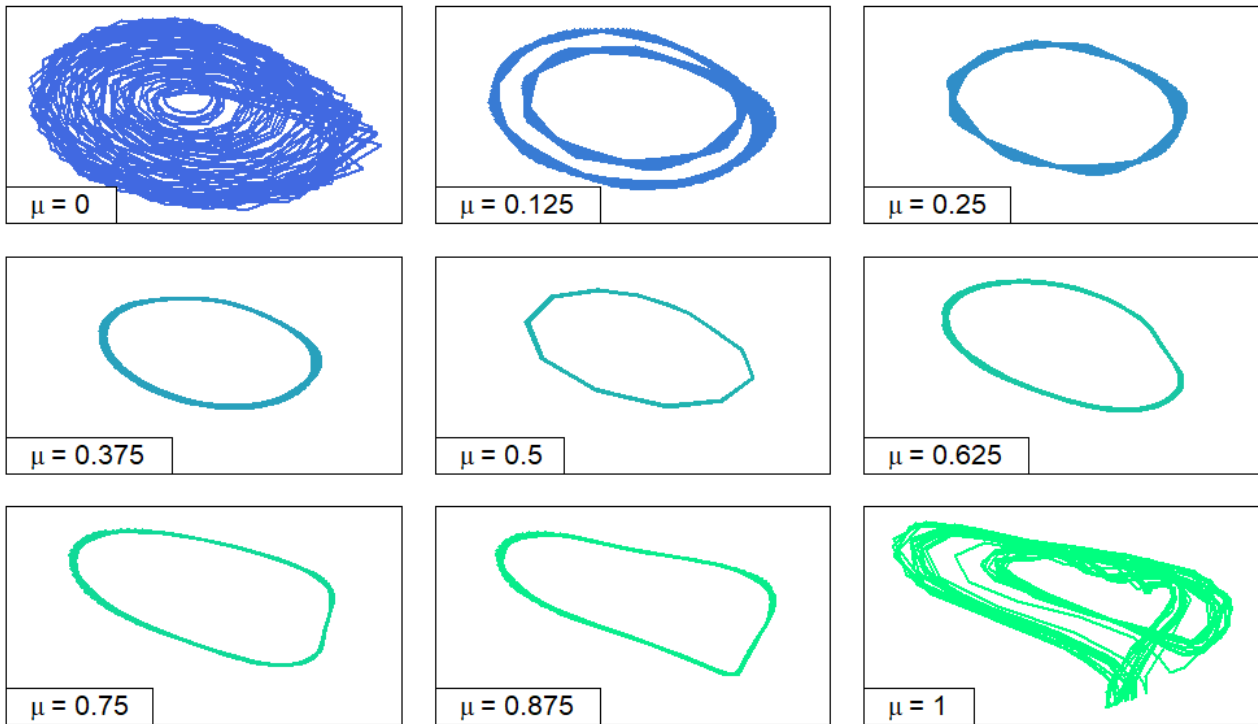 μ = 0
μ = 0.125
μ = 0.25
μ = 0.375
μ = 0.5
μ = 0.625
μ = 0.75
μ = 0.875
μ = 1